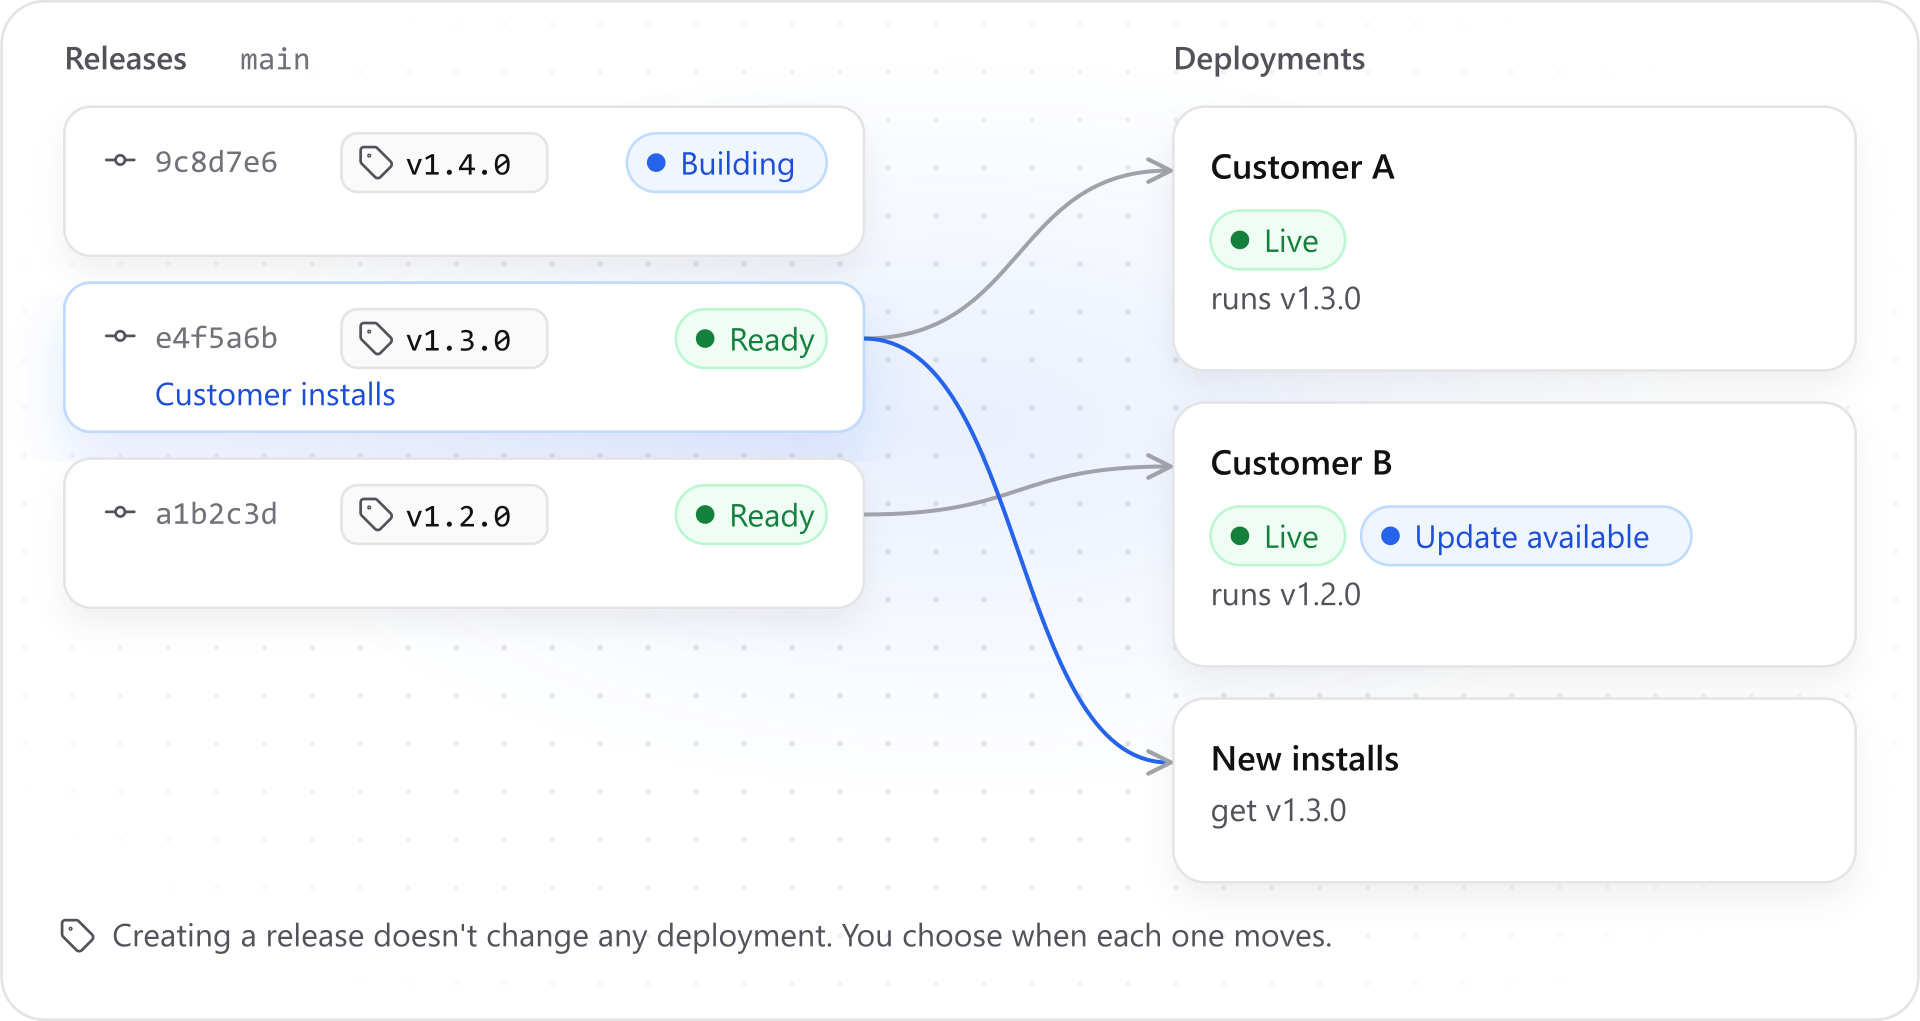 Releases main
9c8d7e6 v1.4.0 Building
e4f5a6b v1.3.0 Ready
Customer installs
a1b2c3d v1.2.0 Ready
Deployments
Customer A
Live
runs v1.3.0
Customer B
Live Update available
runs v1.2.0
New installs
get v1.3.0
Creating a release doesn't change any deployment. You choose when each one moves.